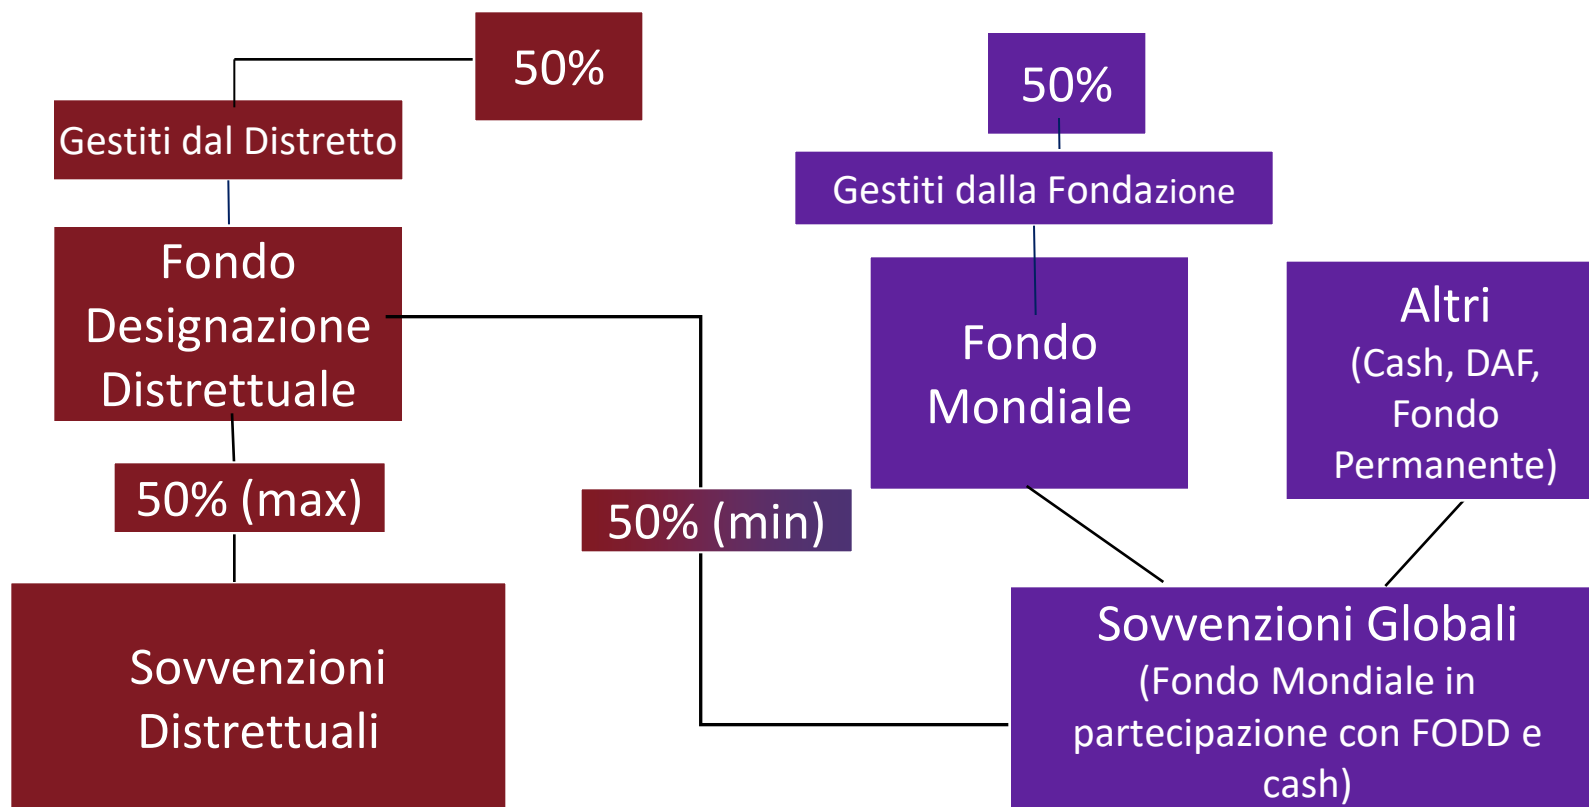 50%
Gestiti dal Distretto
Fondo
Designazione
Distrettuale
50% (max)
Sovvenzioni
Distrettuali
50% (min)
50%
Gestiti dalla Fondazione
Fondo
Mondiale
Altri
(Cash, DAF,
Fondo
Permanente)
Sovvenzioni Globali
(Fondo Mondiale in
partecipazione con FODD e
cash)